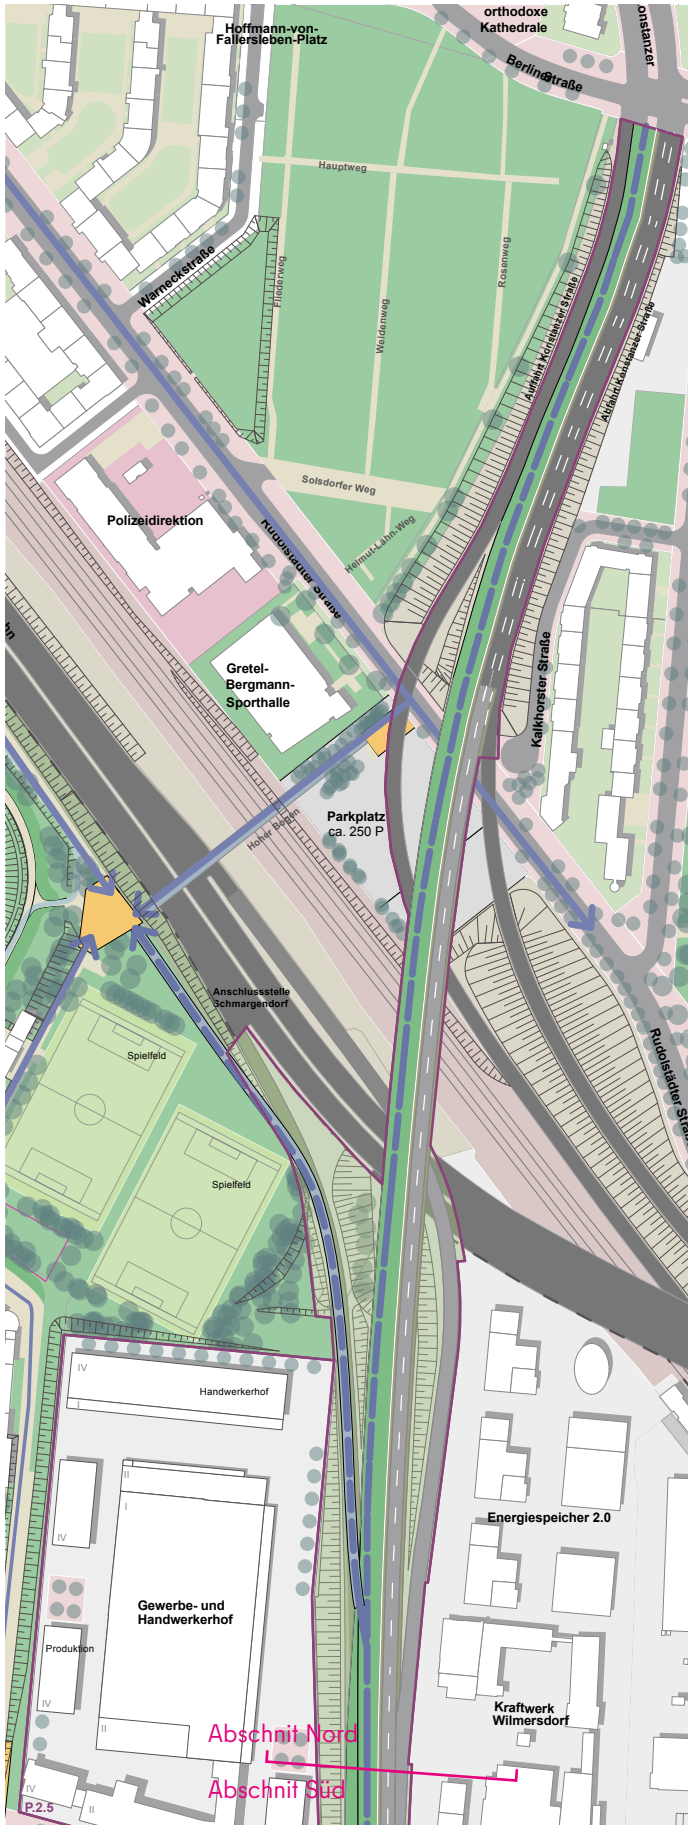 Hoffmann-von-
Fallersleben-Platz
orthodoxe
Kathedrale
Konstanzer
Berliner Straße
Hauptweg
Warneckstraße
Fliederweg
Weidenweg
Rosenweg
Auffahrt Konstanzer Straße
Abfahrt Konstanzer Straße
Solsdorfer Weg
Polizeidirektion
Rudolstädter Straße
Helmut-Lähn-Weg
hn
Gretel-
Bergmann-
Sporthalle
Kalkhorster Straße
Parkplatz
ca. 250 P
Hoher Bogen
Anschlussstelle
Schmargendorf
Spielfeld
Rudolstädter Straß
Spielfeld
IV
Handwerkerhof
I
II
I
IV
Energiespeicher 2.0
Gewerbe- und
Handwerkerhof
Produktion
IV
II
Kraftwerk
Wilmersdorf
Abschnit Nord
Abschnit Süd
IV
P.2.5
II